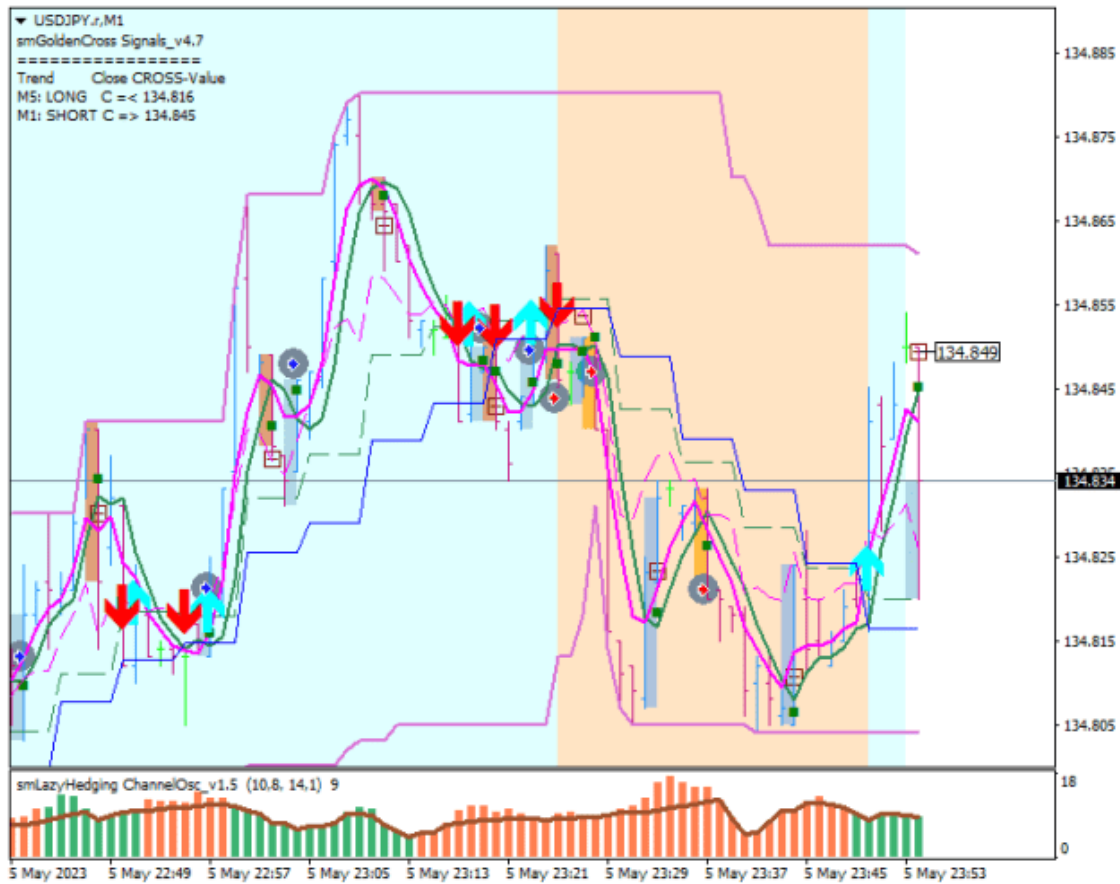 USDJPY.r,M1
smGoldenCross Signals_v4.7
=================
Trend Close CROSS-Value
M5: LONG C =< 134.816
M1: SHORT C => 134.845
134.885
134.875
134.865
134.855
134.849
134.845
134.834
134.825
134.815
134.805
smLazyHedging ChannelOsc_v1.5 (10,8, 14,1) 9
18
0
5 May 2023 5 May 22:49 5 May 22:57 5 May 23:05 5 May 23:13 5 May 23:21 5 May 23:29 5 May 23:37 5 May 23:45 5 May 23:53